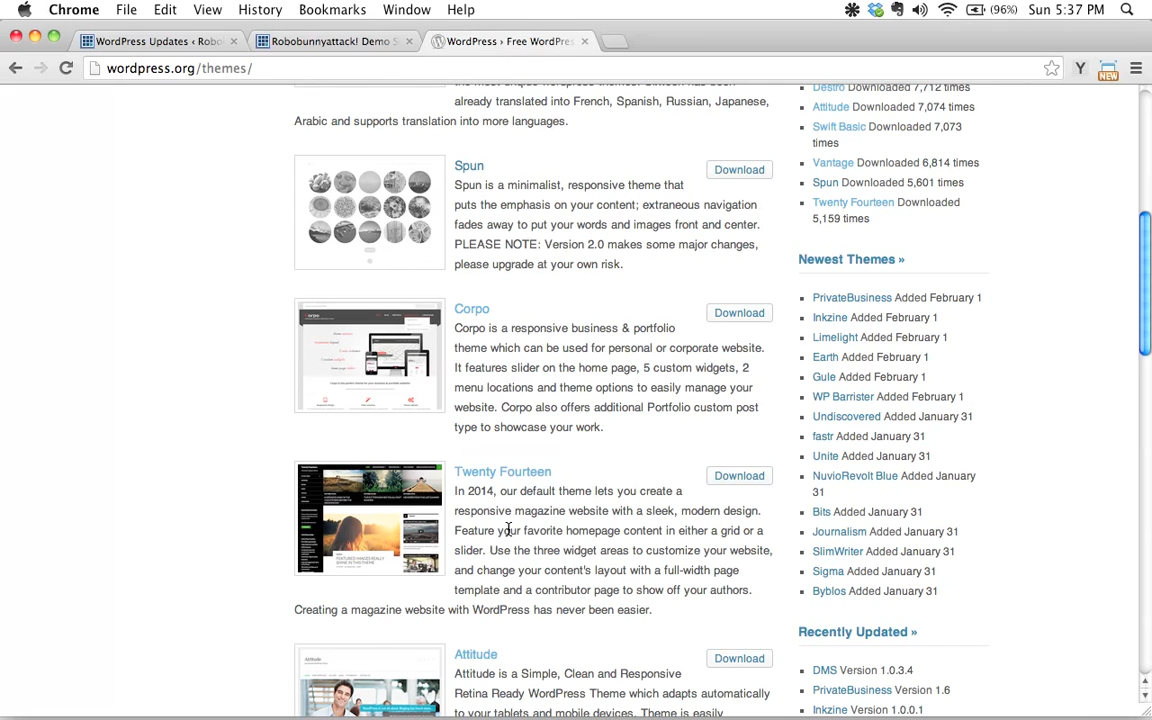 Chrome File Edit View History Bookmarks Window Help
(96%) Sun 5:37 PM
WordPress Updates ‹ Robo
Robobunnyattack! Demo S
WordPress › Free WordPre
wordpress.org/themes/
NEW
already translated into French, Spanish, Russian, Japanese,
Arabic and supports translation into more languages.
Spun
Download
Spun is a minimalist, responsive theme that
puts the emphasis on your content; extraneous navigation
fades away to put your words and images front and center.
PLEASE NOTE: Version 2.0 makes some major changes,
please upgrade at your own risk.
Corpo
Download
Corpo is a responsive business & portfolio
theme which can be used for personal or corporate website.
It features slider on the home page, 5 custom widgets, 2
menu locations and theme options to easily manage your
website. Corpo also offers additional Portfolio custom post
type to showcase your work.
Twenty Fourteen
Download
In 2014, our default theme lets you create a
responsive magazine website with a sleek, modern design.
Feature your favorite homepage content in either a grid or a
slider. Use the three widget areas to customize your website,
and change your content's layout with a full-width page
template and a contributor page to show off your authors.
Creating a magazine website with WordPress has never been easier.
Attitude
Download
Attitude is a Simple, Clean and Responsive
Retina Ready WordPress Theme which adapts automatically
to your tablets and mobile devices. Theme is easily
Attitude
Destro Downloaded 7,712 times
Attitude Downloaded 7,074 times
Swift Basic Downloaded 7,073
times
Vantage Downloaded 6,814 times
Spun Downloaded 5,601 times
Twenty Fourteen Downloaded
5,159 times
Newest Themes »
PrivateBusiness Added February 1
Inkzine Added February 1
Limelight Added February 1
Earth Added February 1
Gule Added February 1
WP Barrister Added February 1
Undiscovered Added January 31
fastr Added January 31
Unite Added January 31
NuvioRevolt Blue Added January
31
Bits Added January 31
Journalism Added January 31
SlimWriter Added January 31
Sigma Added January 31
Byblos Added January 31
Recently Updated »
DMS Version 1.0.3.4
PrivateBusiness Version 1.6
Inkzine Version 1.0.0.1